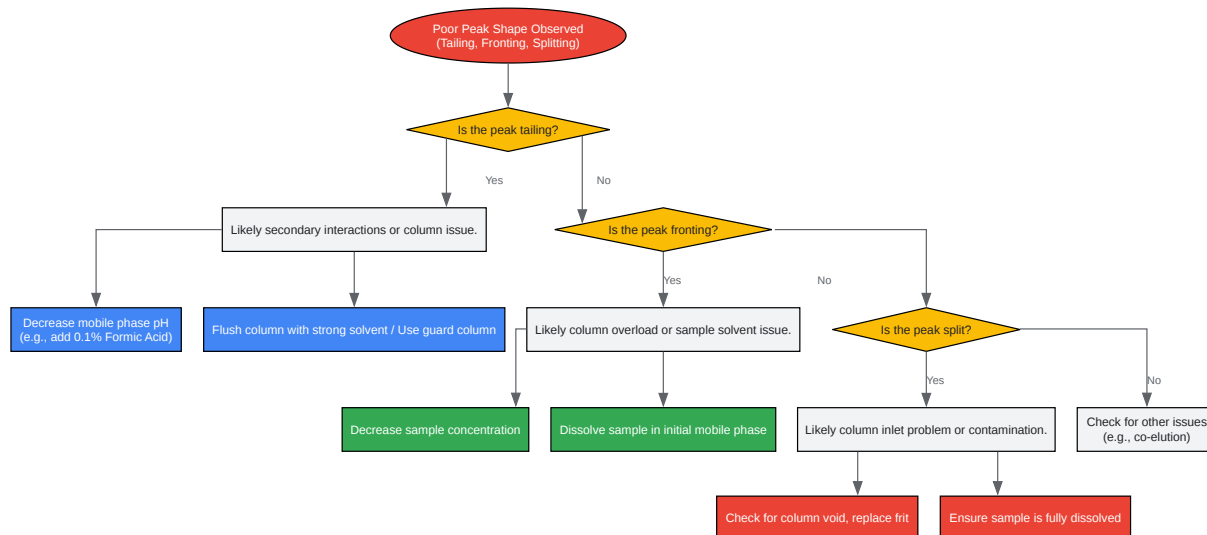 Poor Peak Shape Observed
(Tailing, Fronting, Splitting)
Is the peak tailing?
Yes
No
Likely secondary interactions or column issue.
Is the peak fronting?
Yes
No
Decrease mobile phase pH
(e.g., add 0.1% Formic Acid)
Flush column with strong solvent / Use guard column
Likely column overload or sample solvent issue.
Is the peak split?
Yes
No
Decrease sample concentration
Dissolve sample in initial mobile phase
Likely column inlet problem or contamination.
Check for other issues
(e.g., co-elution)
Check for column void, replace frit
Ensure sample is fully dissolved